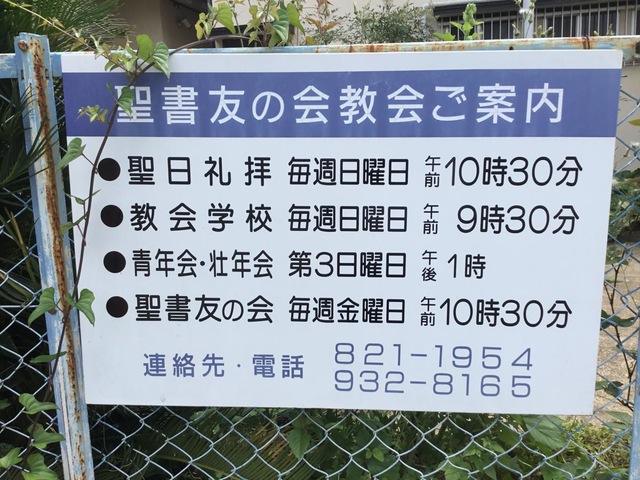 聖書友の会教会ご案内
●聖日礼拝 毎週日曜日 午前10時30分
●教会学校 毎週日曜日 午前 9時30分
●青年会・壮年会 第3日曜日 午後 1時
●聖書友の会 毎週金曜日 午前10時30分
連絡先・電話 821-1954
932-8165